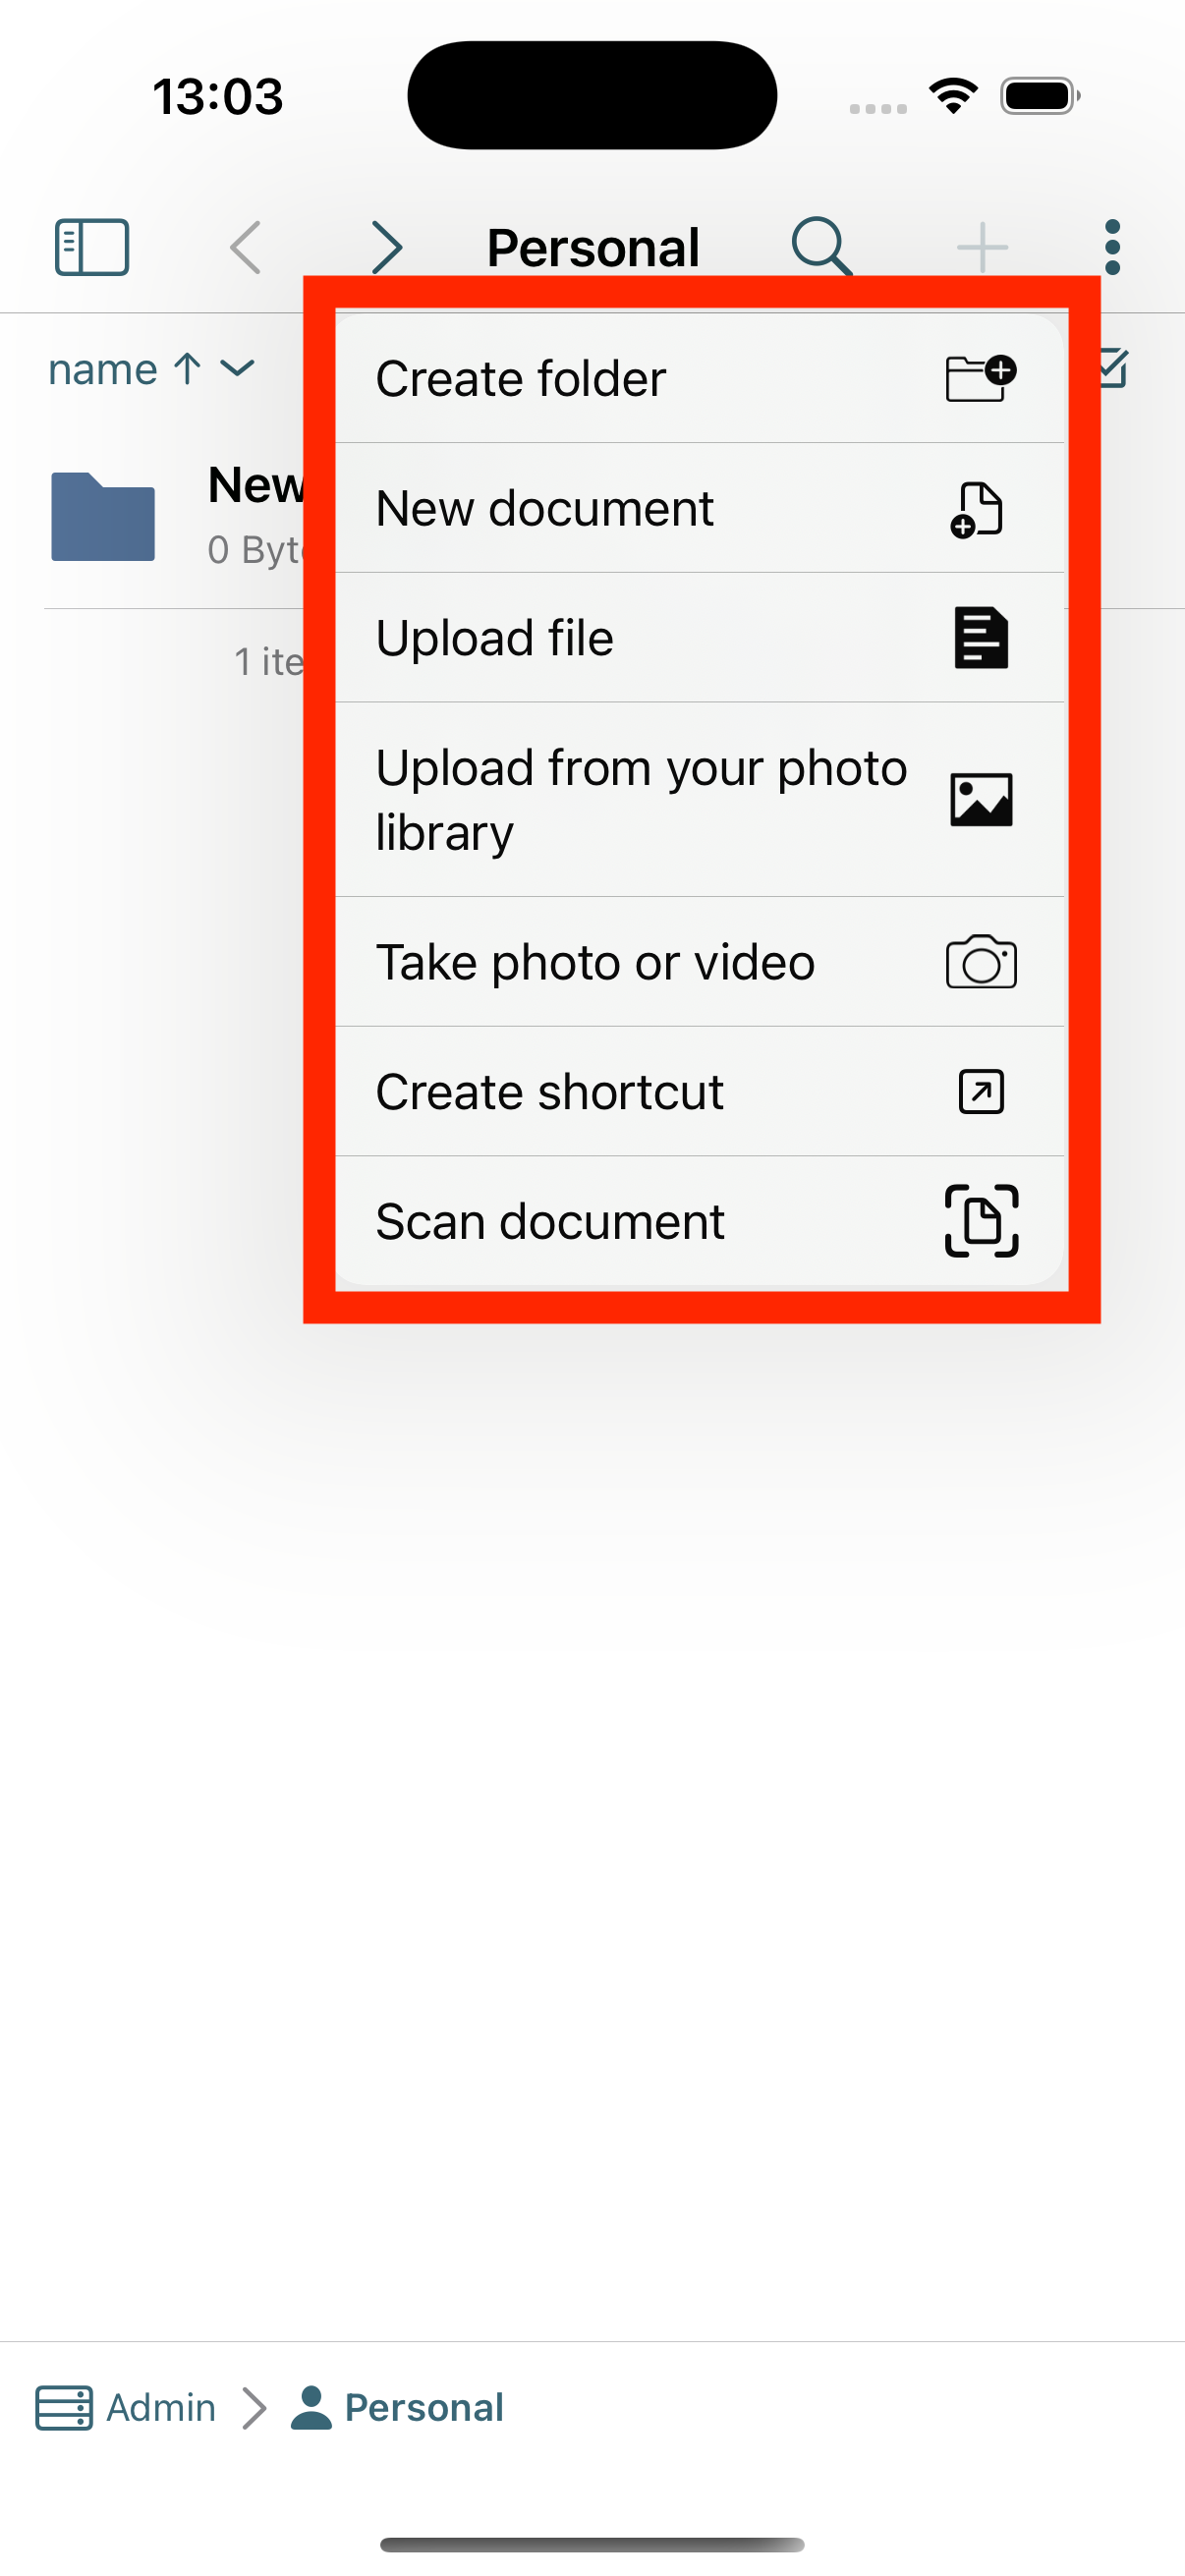 13:03
Personal
name
Create folder
New
New document
0 Byt
Upload file
1 ite
Upload from your photo
library
Take photo or video
Create shortcut
Scan document
Admin
Personal